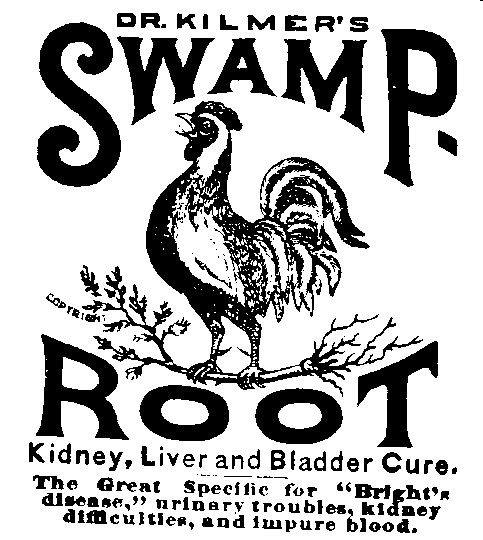 DR. KILMER'S
SWAMP-
COPYRIGHT
ROOT
Kidney, Liver and Bladder Cure.
The Great Specific for "Bright's
disease," urinary troubles, kidney
difficulties, and impure blood.